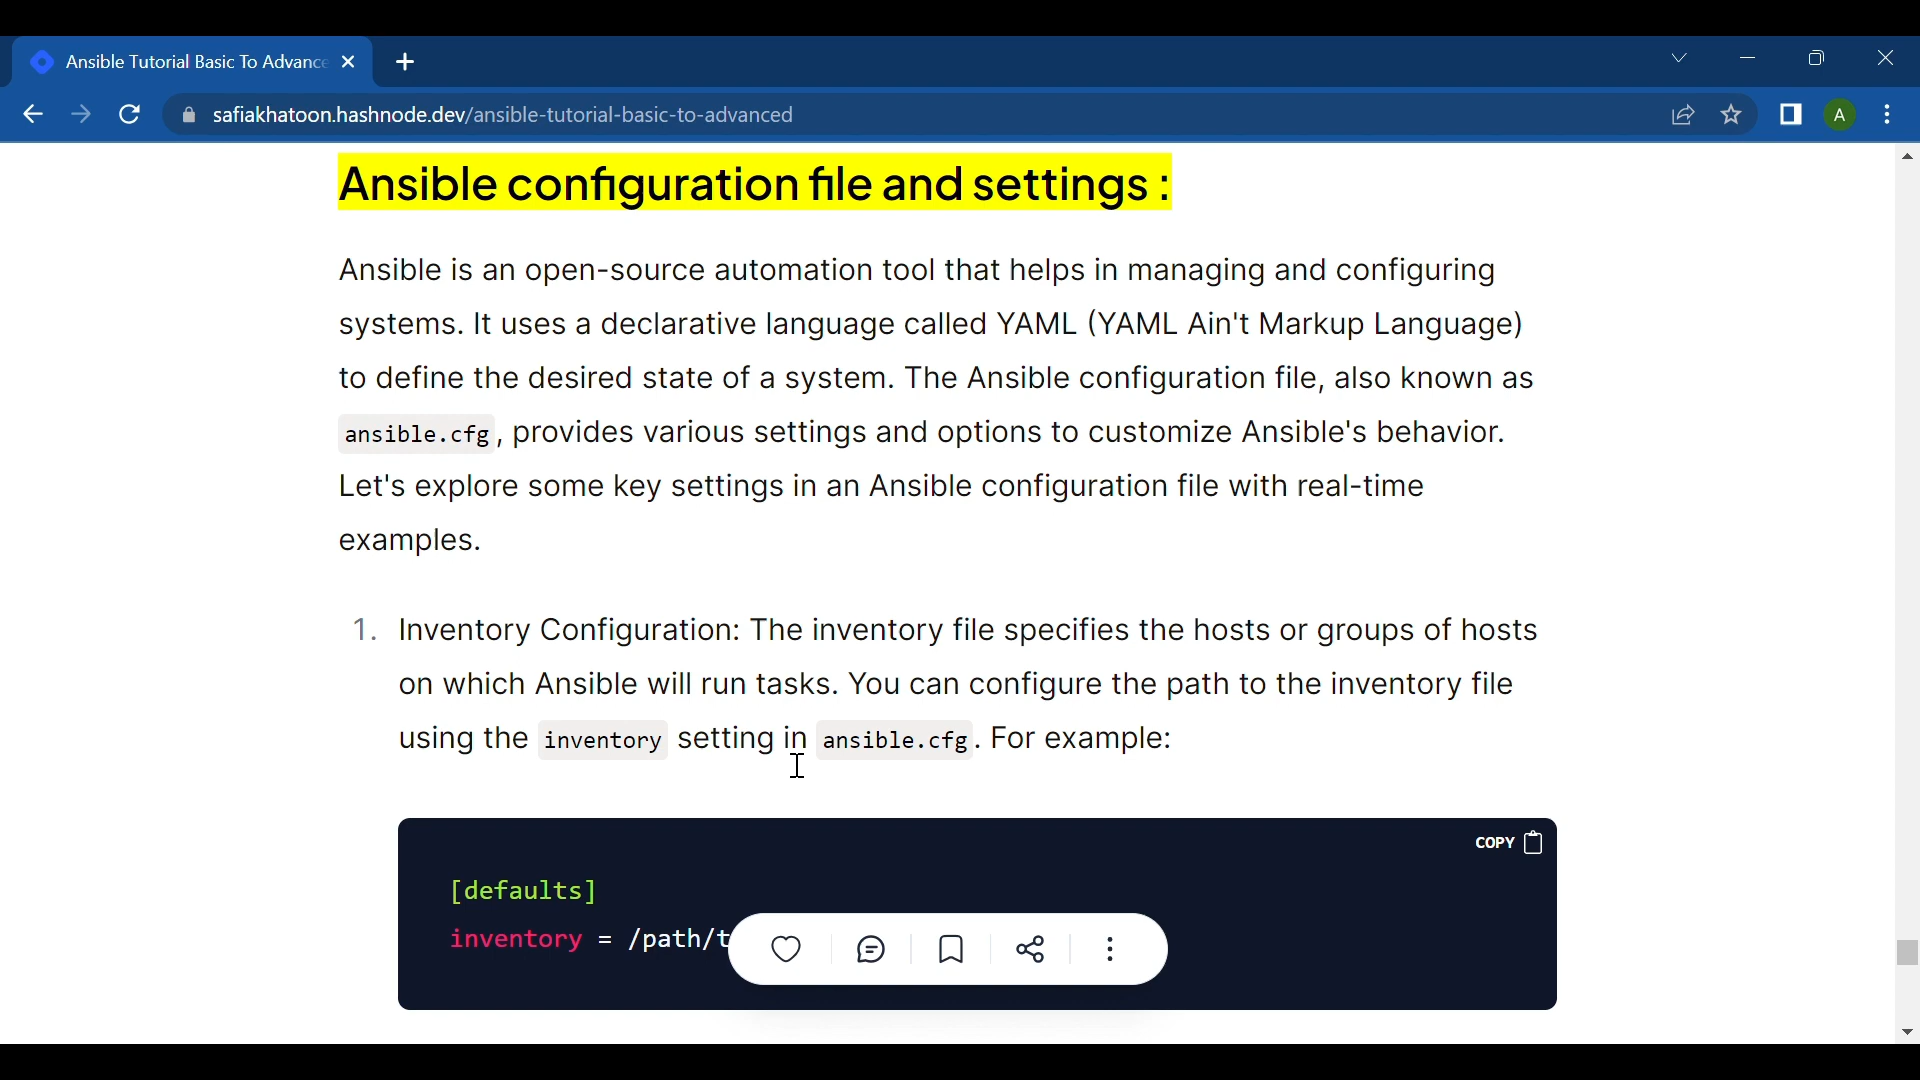 Ansible Tutorial Basic To Advance
safiakhatoon.hashnode.dev/ansible-tutorial-basic-to-advanced
A
Ansible configuration file and settings :
Ansible is an open-source automation tool that helps in managing and configuring
systems. It uses a declarative language called YAML (YAML Ain't Markup Language)
to define the desired state of a system. The Ansible configuration file, also known as
ansible.cfg, provides various settings and options to customize Ansible's behavior.
Let's explore some key settings in an Ansible configuration file with real-time
examples.
1. Inventory Configuration: The inventory file specifies the hosts or groups of hosts
on which Ansible will run tasks. You can configure the path to the inventory file
using the inventory setting in ansible.cfg. For example:
COPY
[defaults]
inventory = /path/t